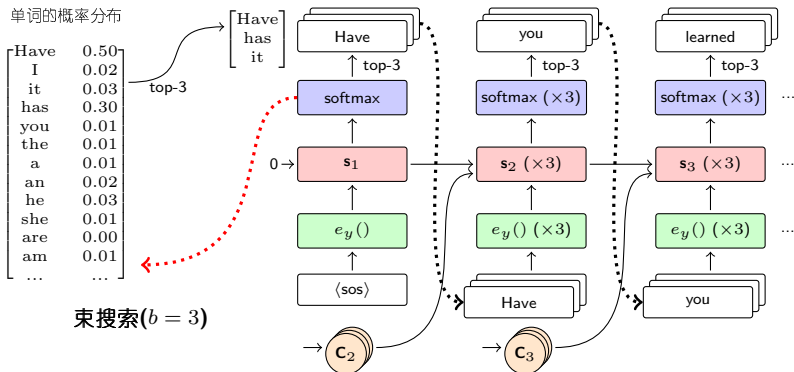 单词的概率分布
Have 0.50
I 0.02
it 0.03
has 0.30
you 0.01
the 0.01
a 0.01
an 0.02
he 0.03
she 0.01
are 0.00
am 0.01
... ...
top-3
Have
has
it
束搜索(b = 3)
Have
top-3
softmax
0
s₁
e_y()
⟨sos⟩
C₂
you
top-3
softmax (×3)
s₂ (×3)
e_y() (×3)
Have
C₃
learned
top-3
softmax (×3)
...
s₃ (×3)
...
e_y() (×3)
...
you